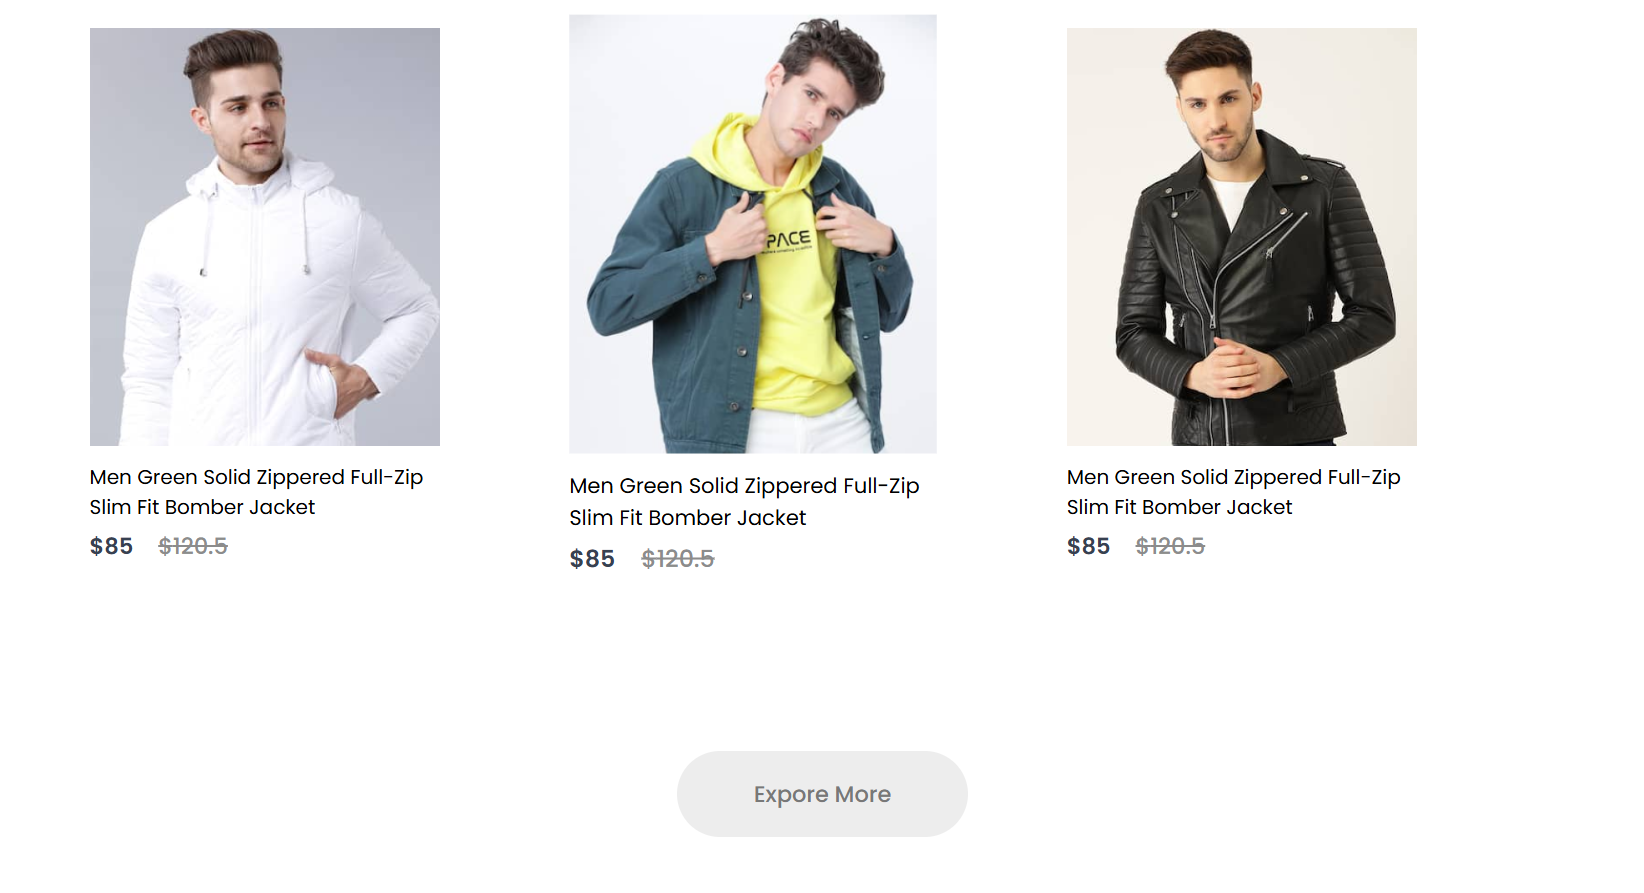 PACE
Men Green Solid Zippered Full-Zip
Slim Fit Bomber Jacket
$85 $120.5
Men Green Solid Zippered Full-Zip
Slim Fit Bomber Jacket
$85 $120.5
Men Green Solid Zippered Full-Zip
Slim Fit Bomber Jacket
$85 $120.5
Expore More